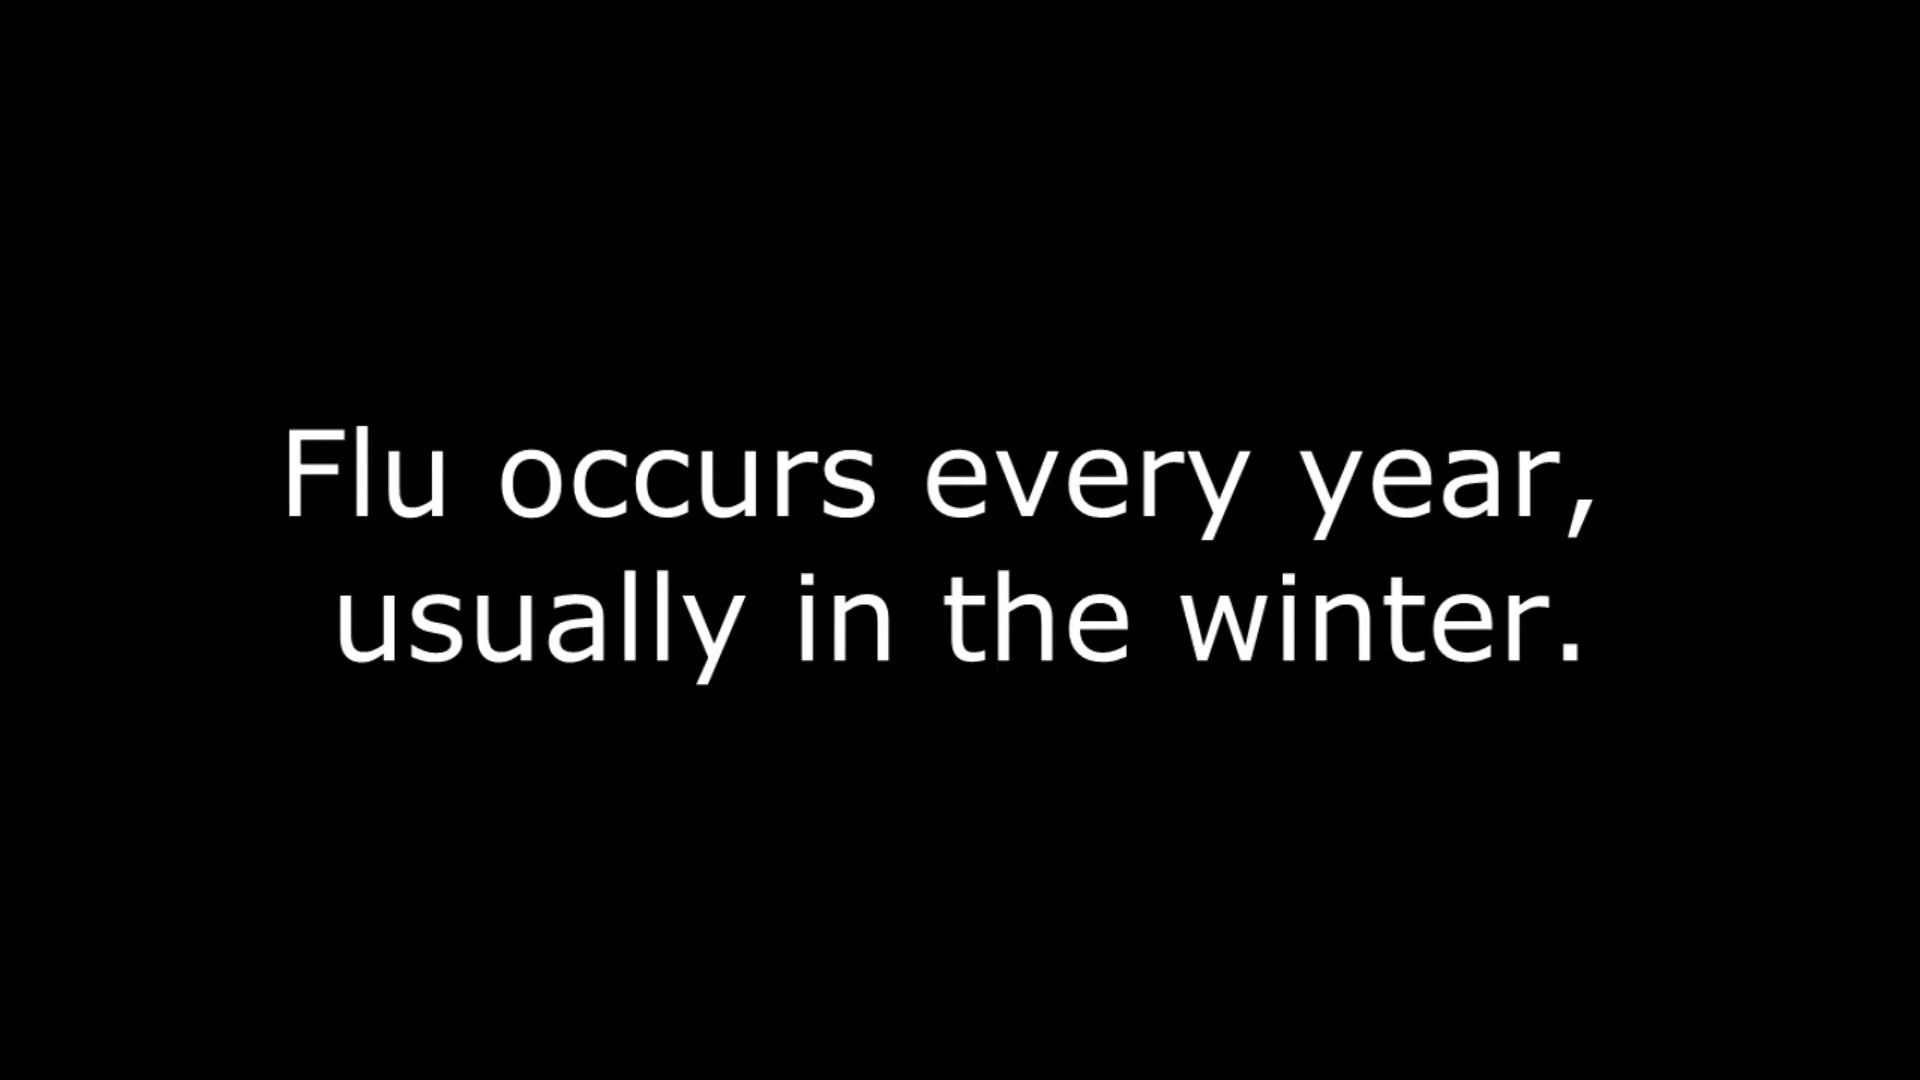 Flu occurs every year,
usually in the winter.